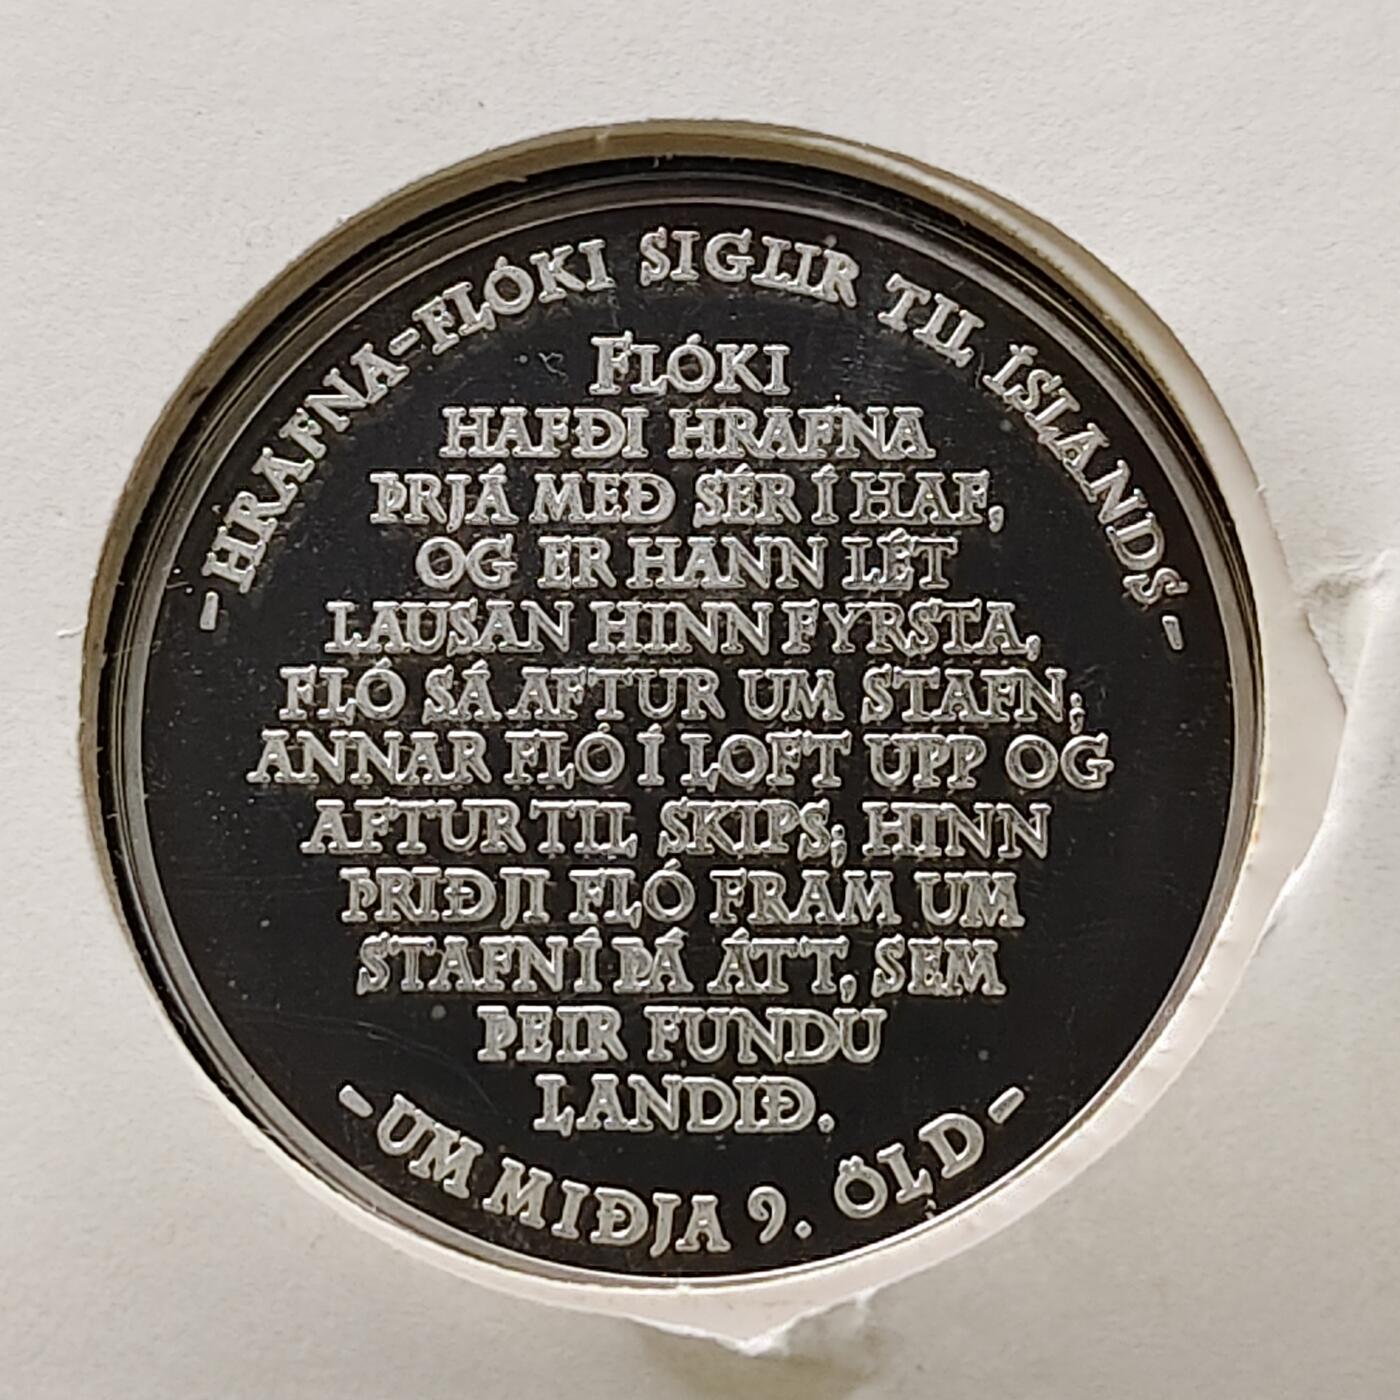 -HRAFNA-FLÓKI SIGLIR TIL ÍSLANDS-
FLÓKI
HAFÐI HRAFNA
ÞRJÁ MEÐ SÉR Í HAF,
OG ER HANN LÉT
LAUSAN HINN FYRSTA,
FLÓ SÁ AFTUR UM STAFN;
ANNAR FLÓ Í LOFT UPP OG
AFTUR TIL SKIPS; HINN
ÞRIÐJI FLÓ FRAM UM
STAFN Í ÞÁ ÁTT, SEM
ÞEIR FUNDU
LANDIÐ.
-UM MIÐJA 9. ÖLD-